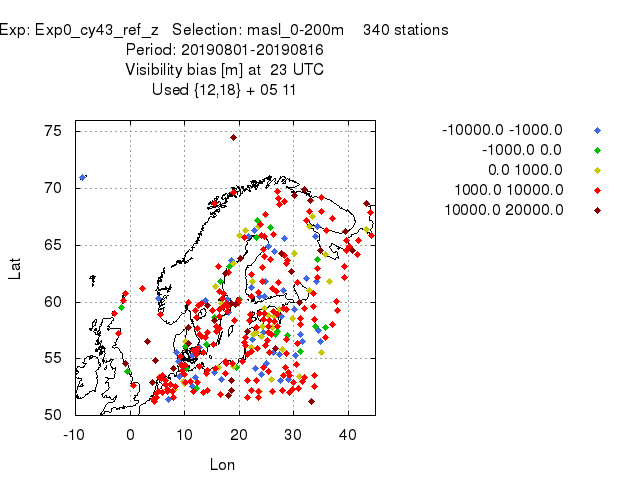 Exp: Exp0_cy43_ref_z Selection: masl_0-200m 340 stations
Period: 20190801-20190816
Visibility bias [m] at 23 UTC
Used {12,18} + 05 11
-10000.0 -1000.0
-1000.0 0.0
0.0 1000.0
1000.0 10000.0
10000.0 20000.0
75
70
65
60
55
50
Lat
-10 0 10 20 30 40
Lon